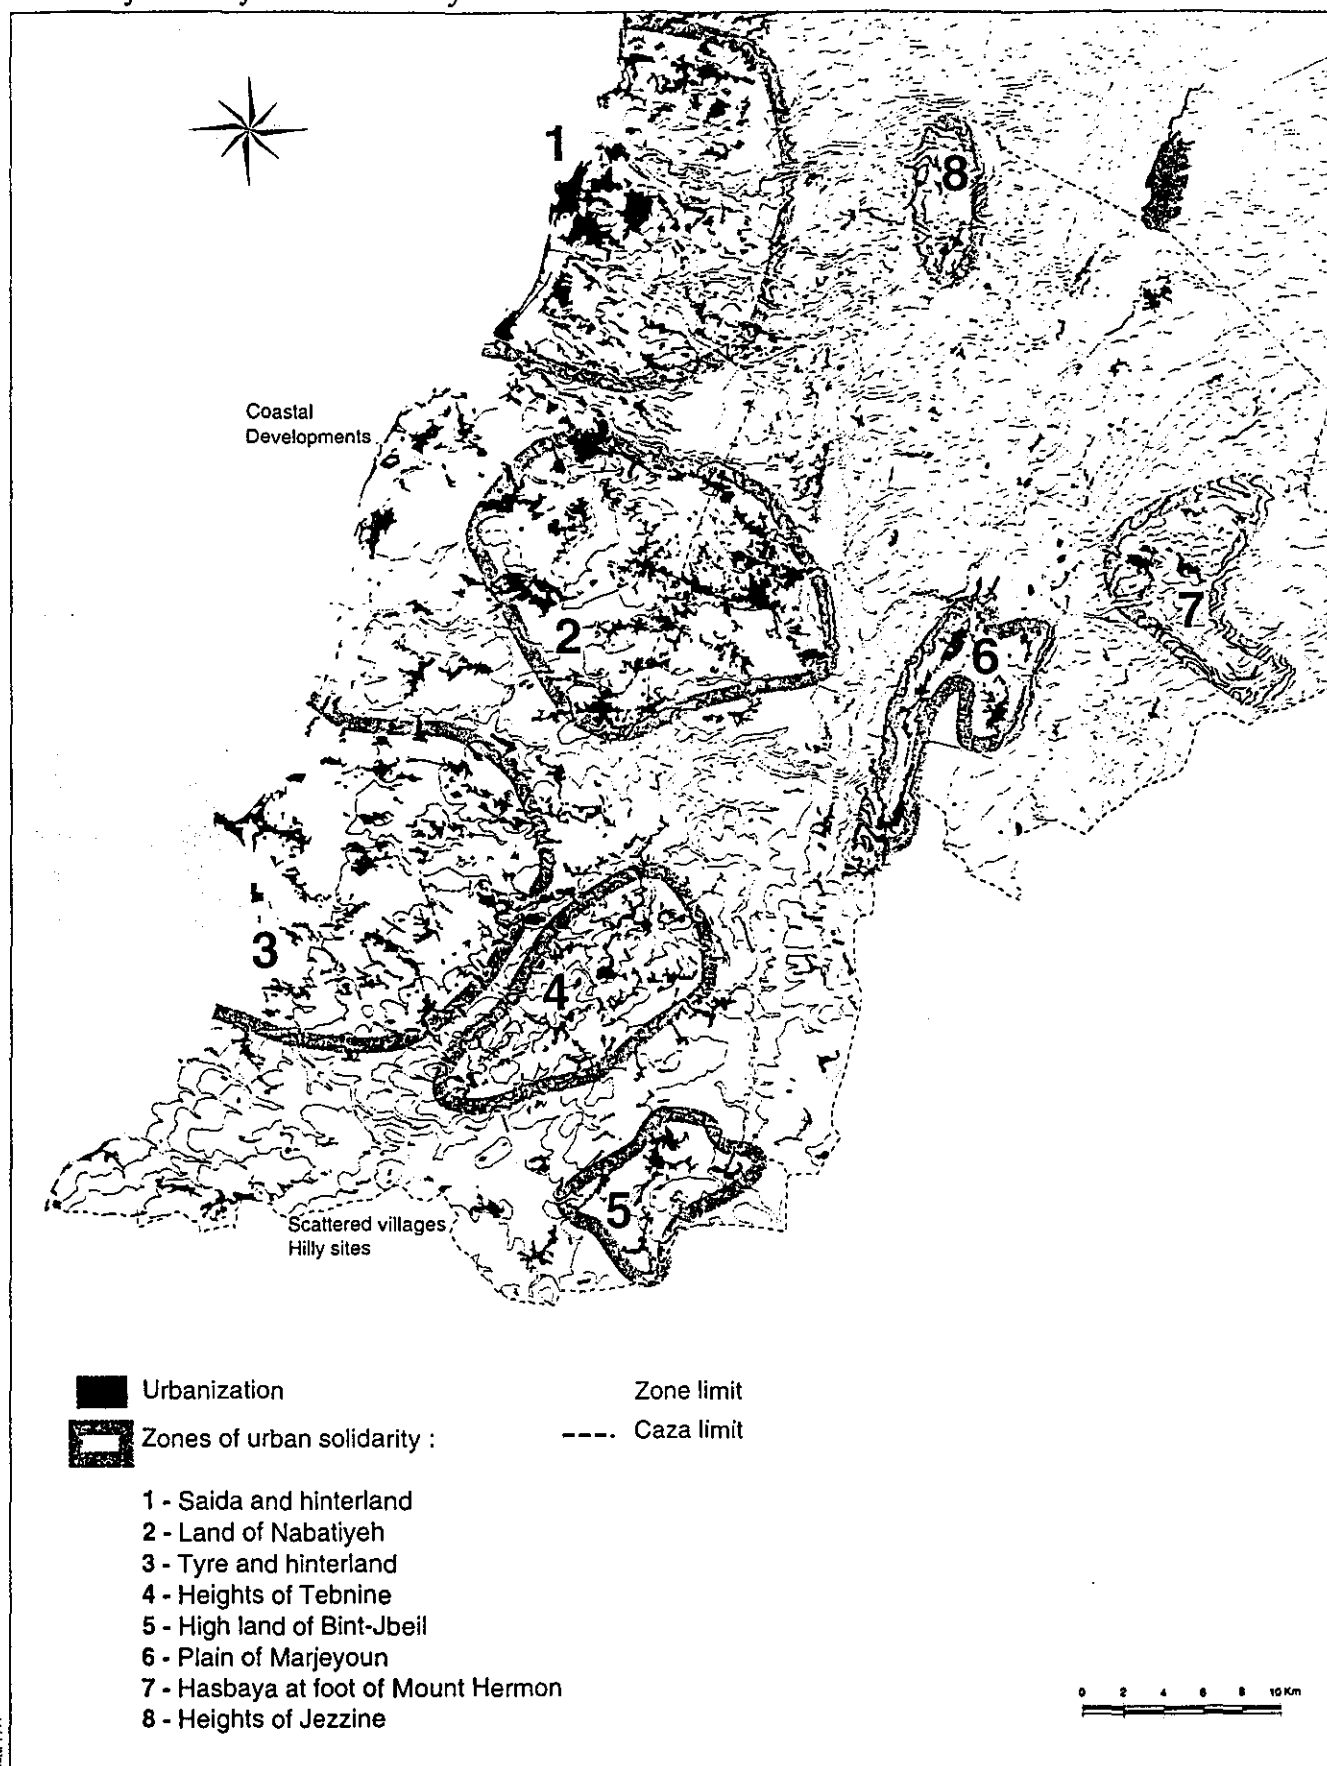 1
8
Coastal
Developments
2
7
6
3
4
5
Scattered villages
Hilly sites
Urbanization
Zone limit
Zones of urban solidarity :
Caza limit
1 - Saida and hinterland
2 - Land of Nabatiyeh
3 - Tyre and hinterland
4 - Heights of Tebnine
5 - High land of Bint-Jbeil
6 - Plain of Marjeyoun
7 - Hasbaya at foot of Mount Hermon
8 - Heights of Jezzine
0 2 4 6 8 10 Km